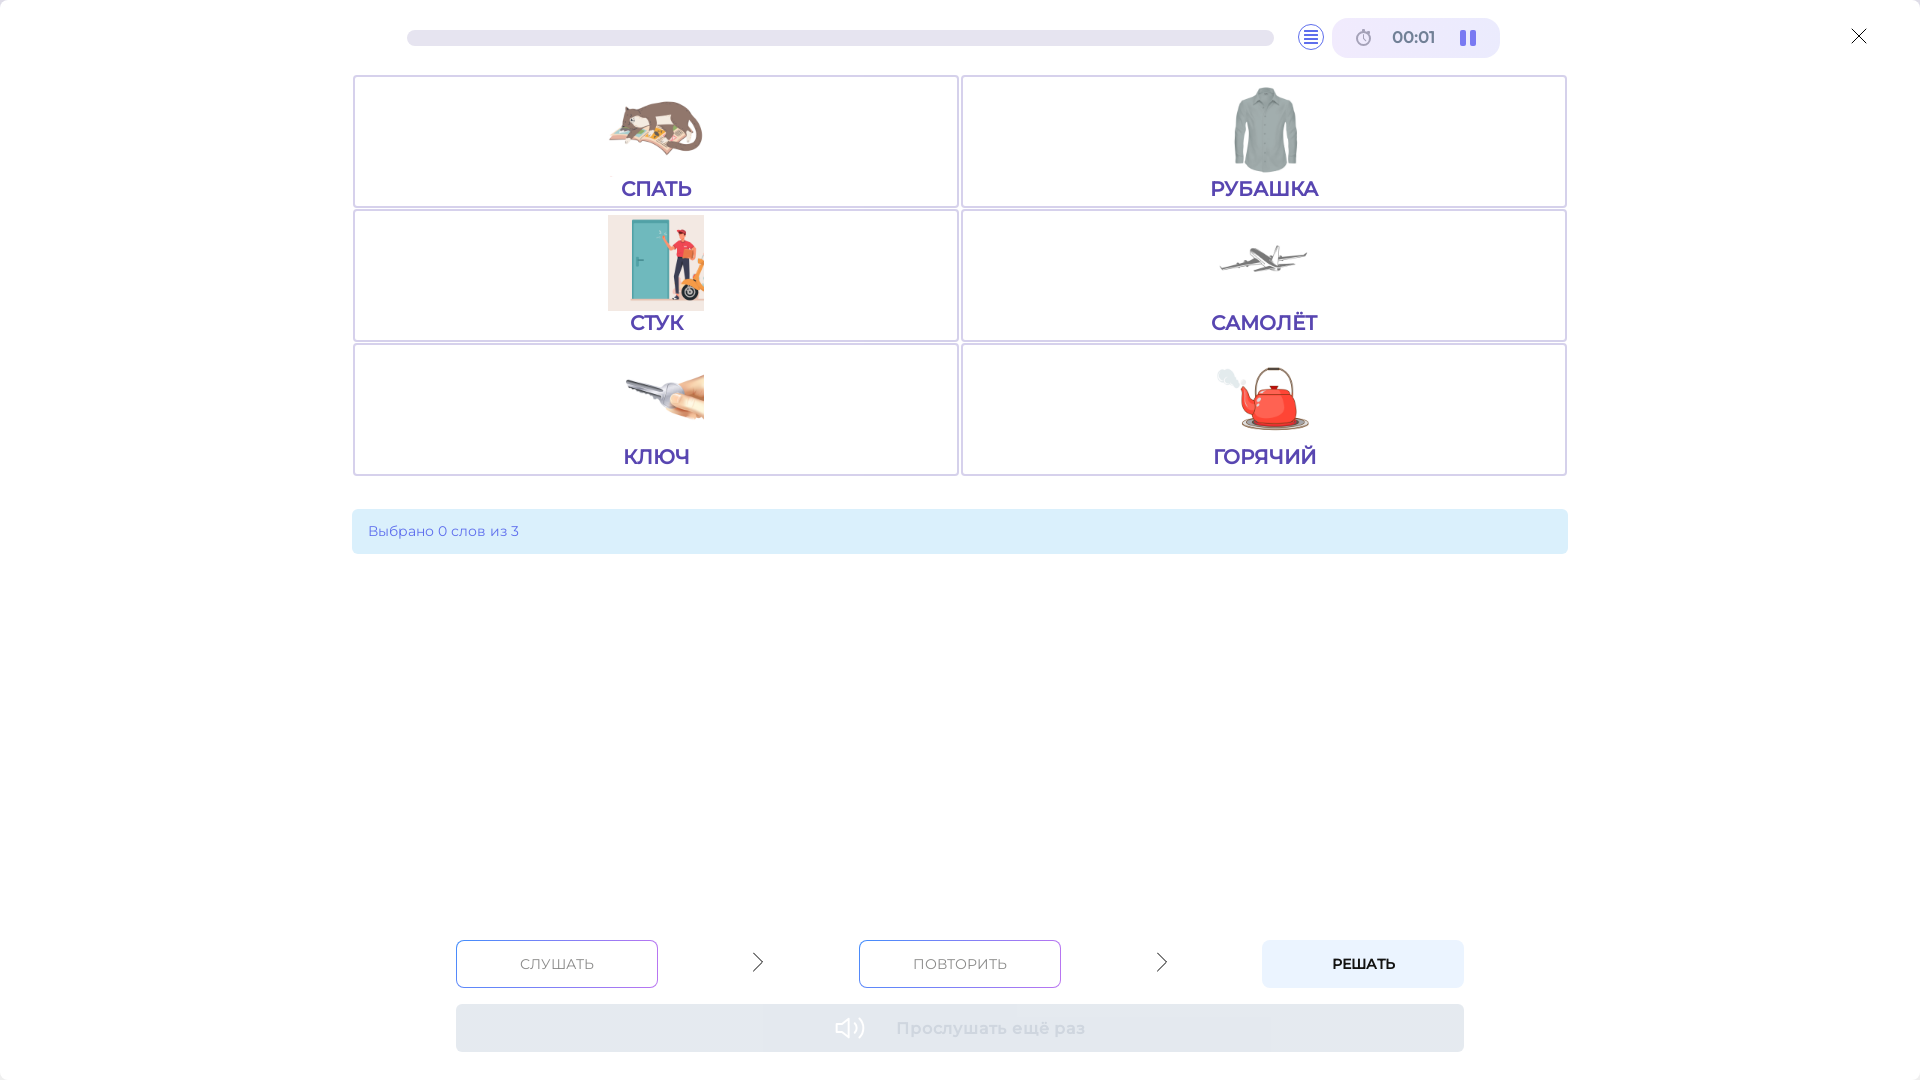 00:01
СПАТЬ
РУБАШКА
СТУК
САМОЛЁТ
КЛЮЧ
ГОРЯЧИЙ
Выбрано 0 слов из 3
СЛУШАТЬ
ПОВТОРИТЬ
РЕШАТЬ
Прослушать ещё раз